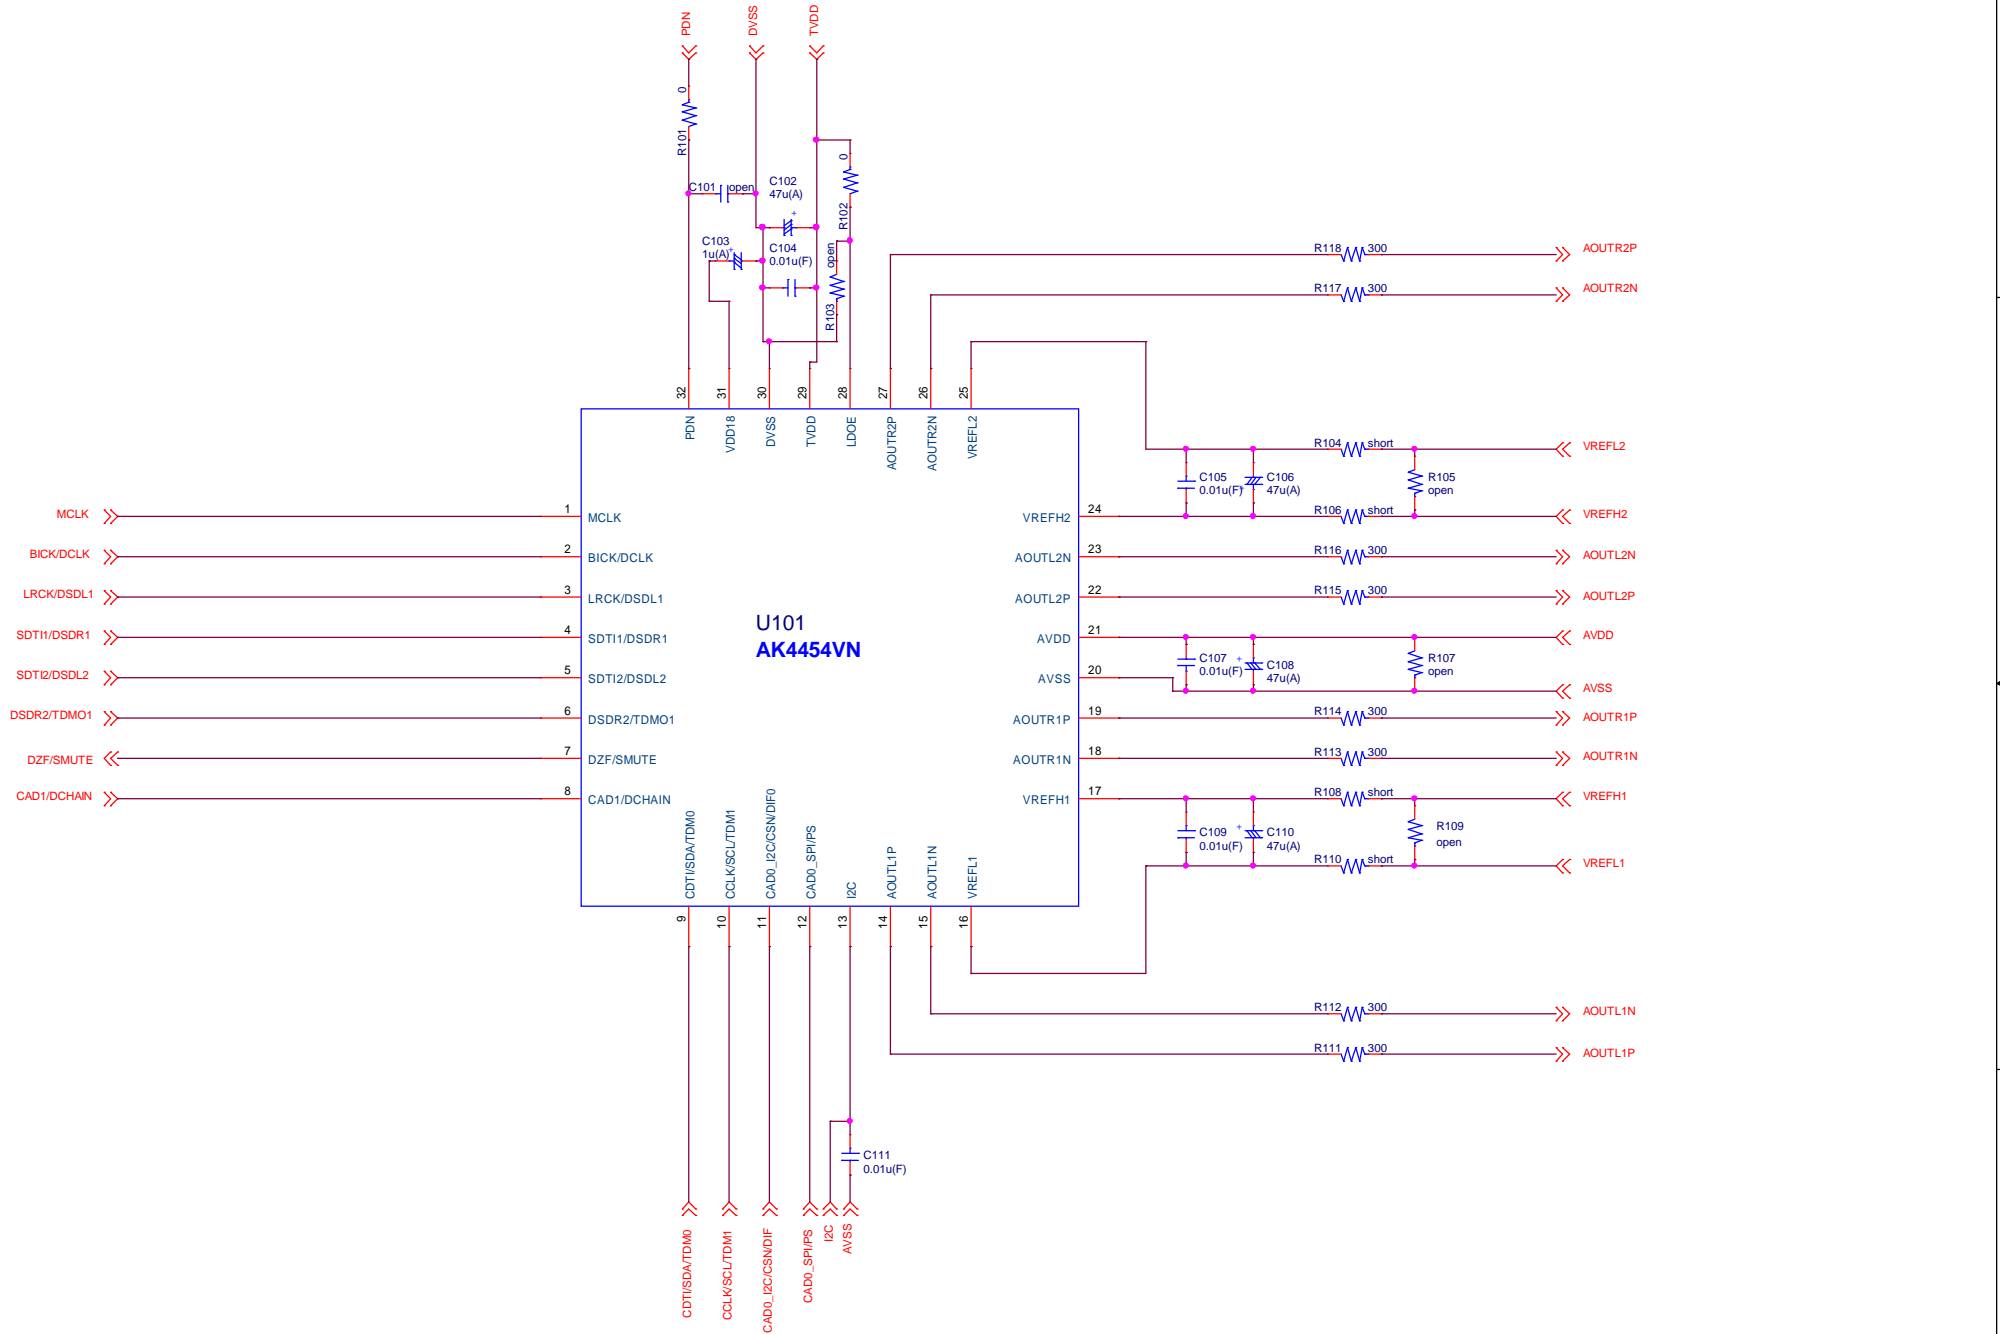 PDN
DVSS
TVDD
0
R101
C101 open
C102
47u(A)
+
0
R102
C103
1u(A)
+
C104
0.01u(F)
open
R103
R118 300
AOUTR2P
R117 300
AOUTR2N
32
31
30
29
28
27
26
25
PDN
VDD18
DVSS
TVDD
LDOE
AOUTR2P
AOUTR2N
VREFL2
R104 short
VREFL2
C105
0.01u(F)
+
C106
47u(A)
R105
open
MCLK
1
MCLK
VREFH2
24
R106 short
VREFH2
BICK/DCLK
2
BICK/DCLK
AOUTL2N
23
R116 300
AOUTL2N
LRCK/DSDL1
3
LRCK/DSDL1
AOUTL2P
22
R115 300
AOUTL2P
U101
AK4454VN
SDTI1/DSDR1
4
SDTI1/DSDR1
AVDD
21
AVDD
C107
0.01u(F)
+
C108
47u(A)
R107
open
SDTI2/DSDL2
5
SDTI2/DSDL2
AVSS
20
AVSS
DSDR2/TDMO1
6
DSDR2/TDMO1
AOUTR1P
19
R114 300
AOUTR1P
DZF/SMUTE
7
DZF/SMUTE
AOUTR1N
18
R113 300
AOUTR1N
CAD1/DCHAIN
8
CAD1/DCHAIN
VREFH1
17
R108 short
VREFH1
C109
0.01u(F)
+
C110
47u(A)
R109
open
R110 short
VREFL1
CDTI/SDA/TDM0
CCLK/SCL/TDM1
CAD0_I2C/CSN/DIF0
CAD0_SPI/PS
I2C
AOUTL1P
AOUTL1N
VREFL1
9
10
11
12
13
14
15
16
R112 300
AOUTL1N
R111 300
AOUTL1P
C111
0.01u(F)
CDTI/SDA/TDM0
CCLK/SCL/TDM1
CAD0_I2C/CSN/DIF
CAD0_SPI/PS
I2C
AVSS